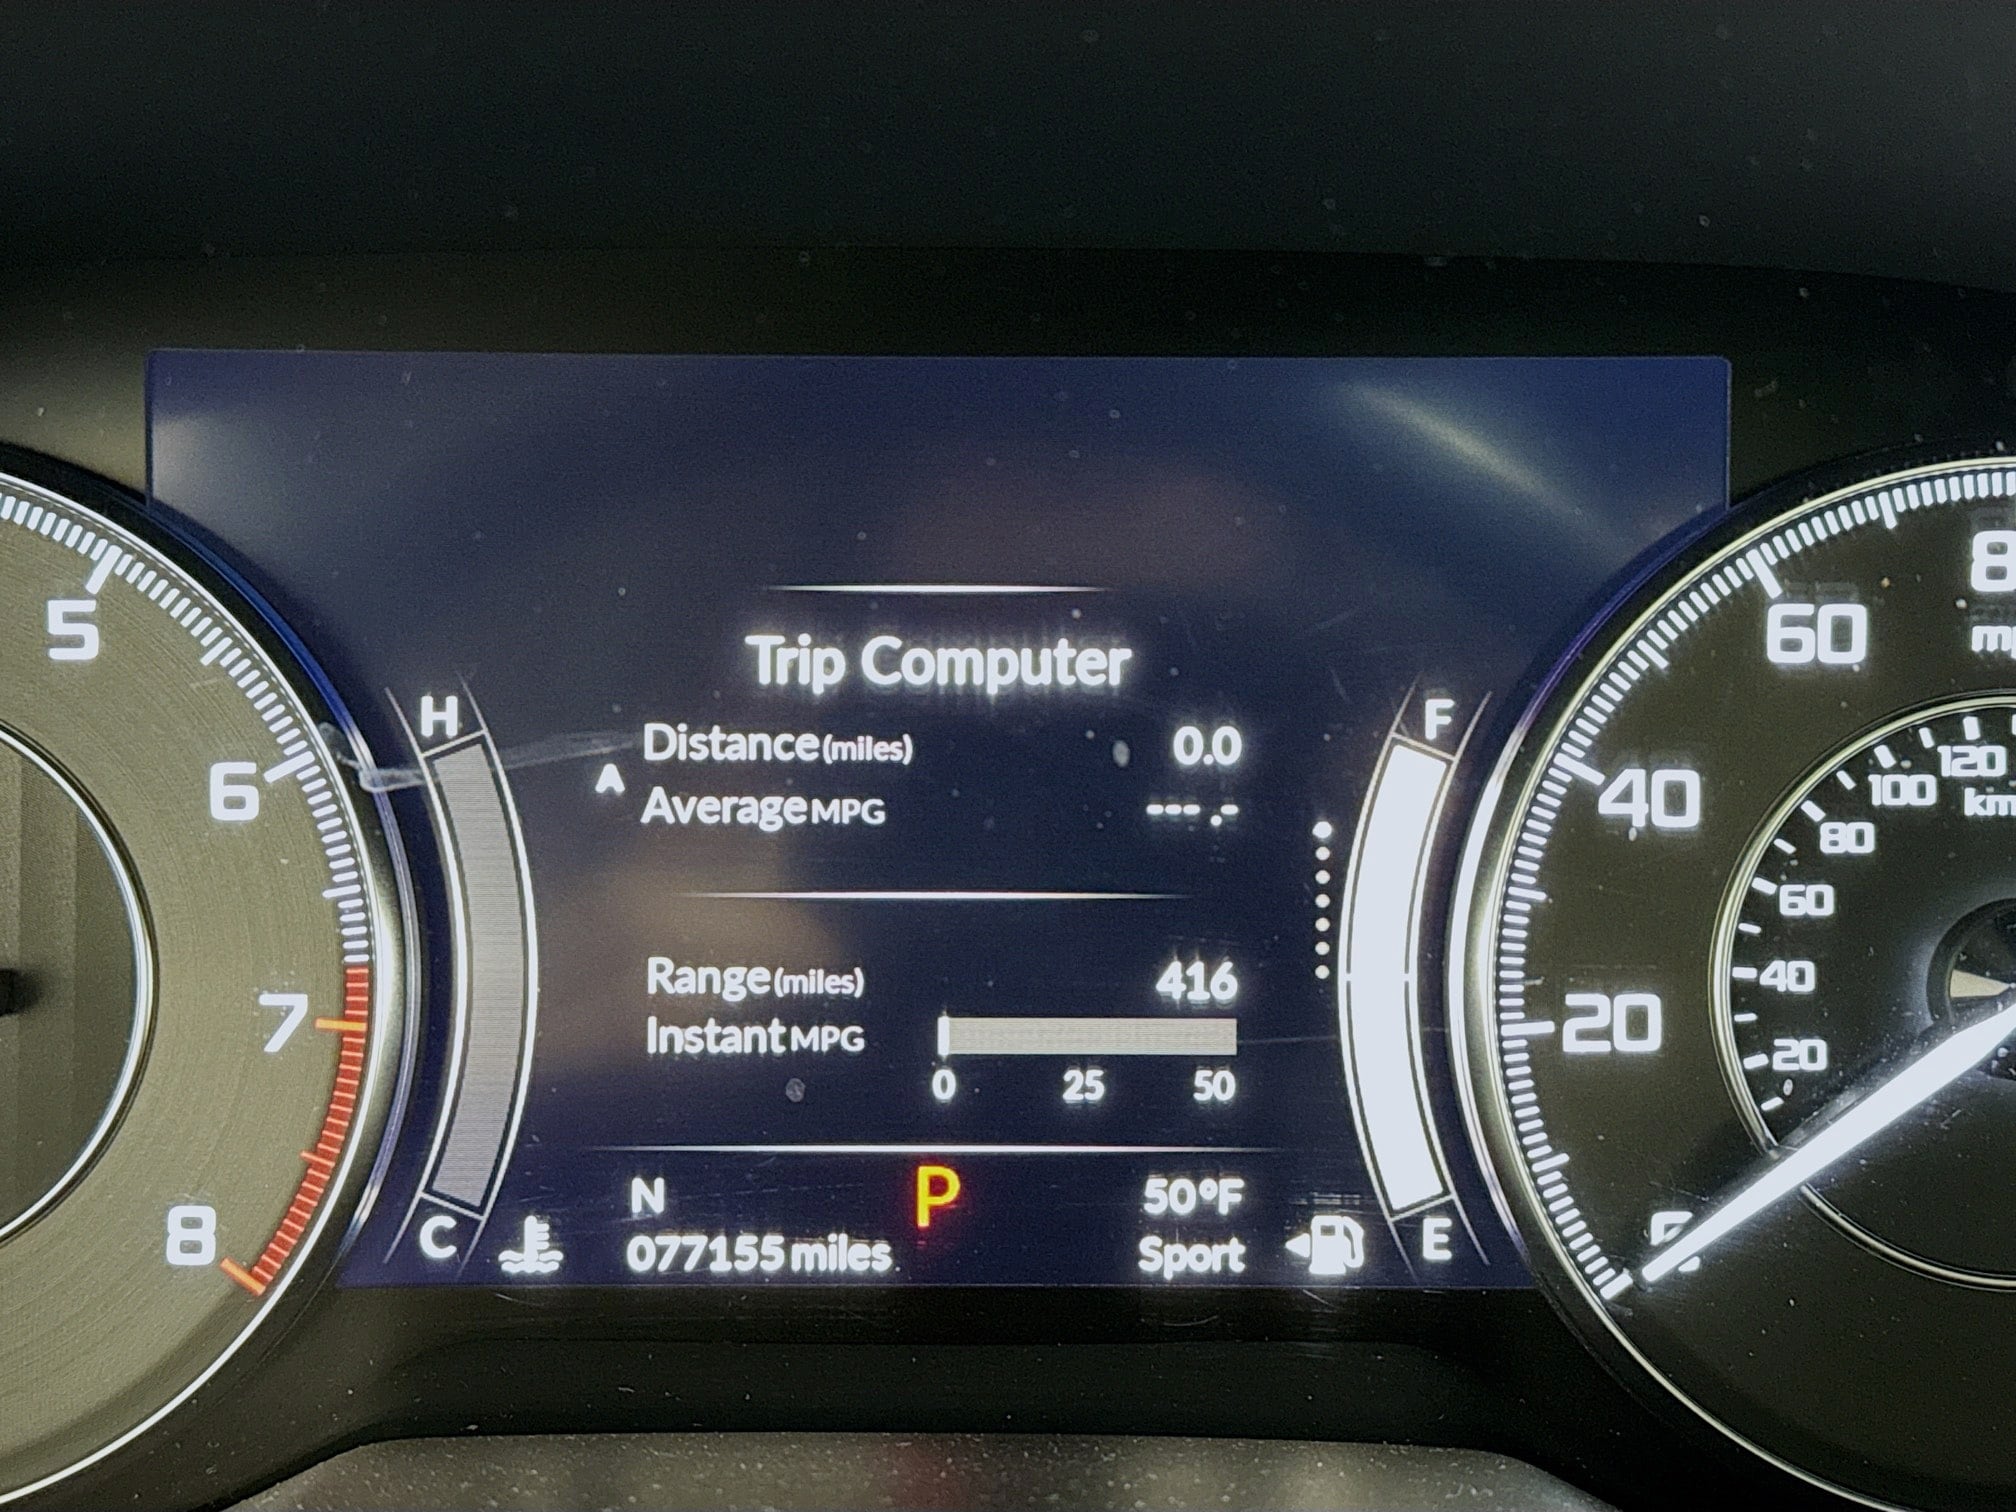 5
6
7
8
H
C
Trip Computer
Distance (miles) 0.0
A
Average MPG ---.-
Range (miles) 416
Instant MPG
0 25 50
N P 50°F
077155 miles Sport
F
E
60
40
20
120
100
80
60
40
20